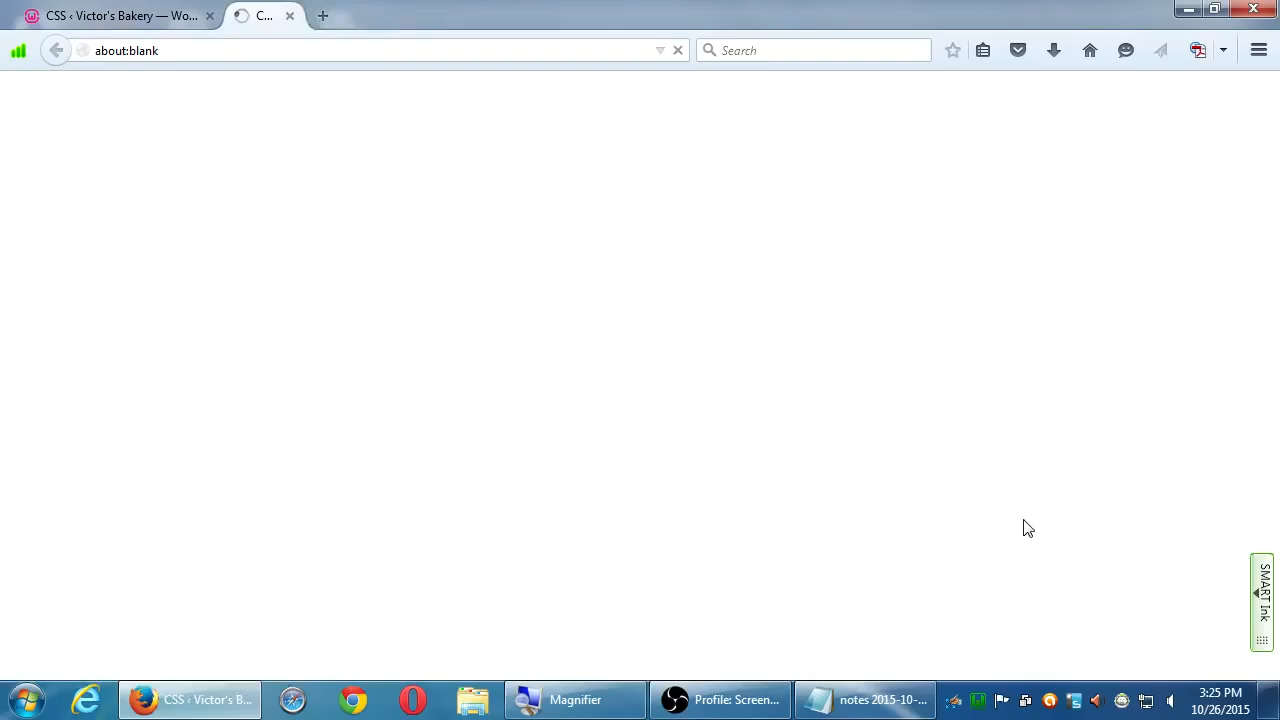 CSS ‹ Victor's Bakery — Wo...
C...
about:blank
Search
SMART Ink
CSS ‹ Victor's B...
Magnifier
Profile: Screen...
notes 2015-10-...
3:25 PM
10/26/2015